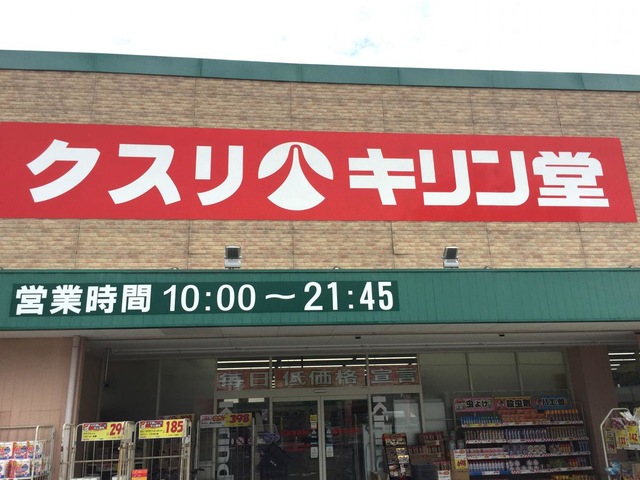 クスリ キリン堂
営業時間 10:00～21:45
毎日 低価格宣言
虫よけ 殺虫剤
185
398